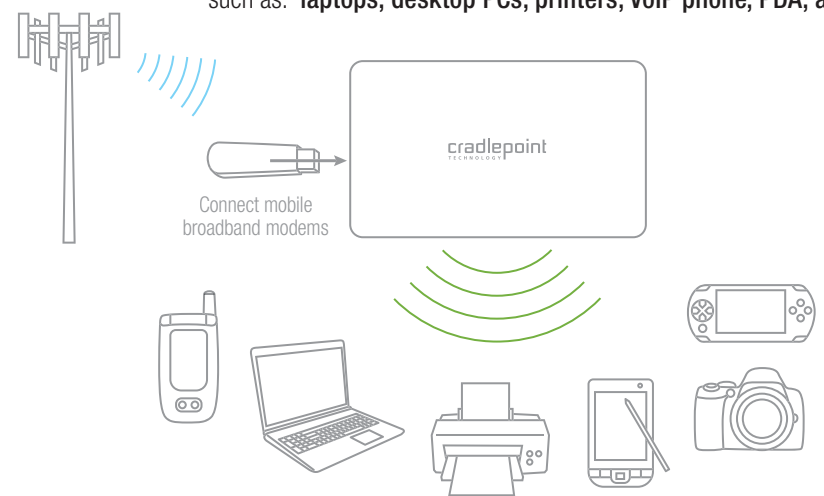 such as: laptops, desktop PCs, printers, VoIP phone, PDA, a
cradlepoint
TECHNOLOGY
Connect mobile
broadband modems